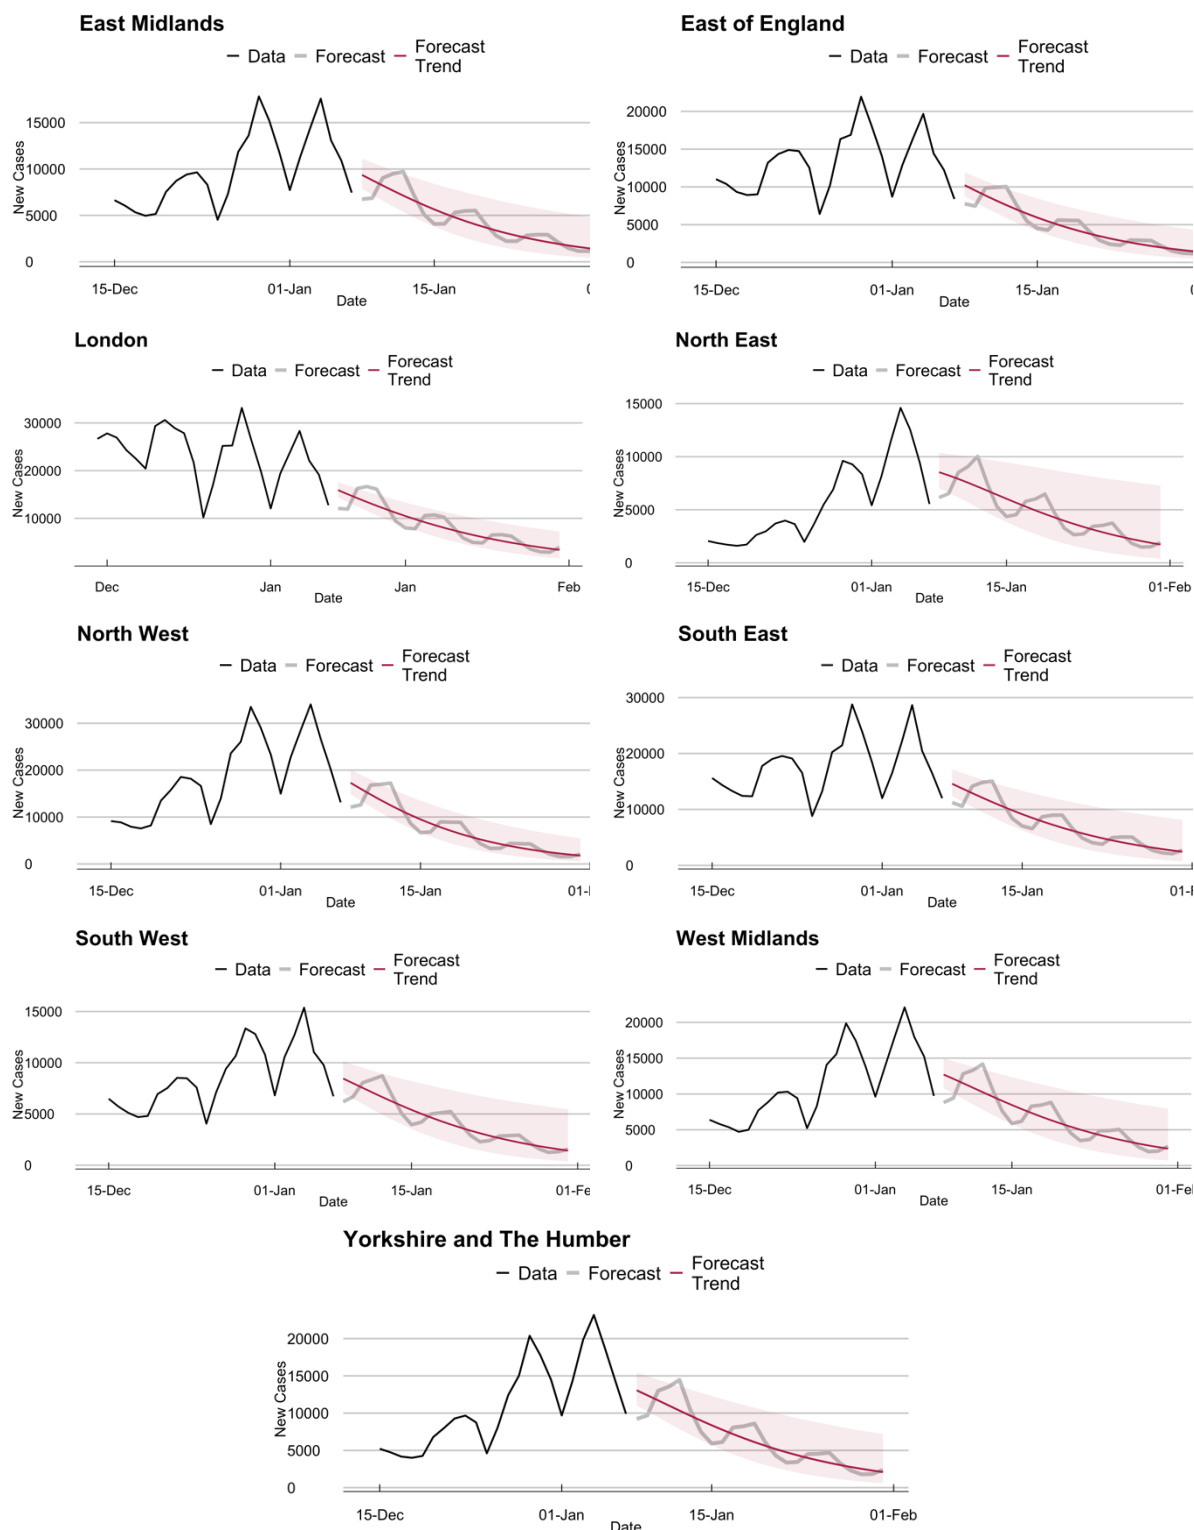 East Midlands
Data Forecast Forecast Trend
New Cases
15000
10000
5000
0
15-Dec 01-Jan 15-Jan 0
Date
East of England
Data Forecast Forecast Trend
New Cases
20000
15000
10000
5000
0
15-Dec 01-Jan 15-Jan
Date
London
Data Forecast Forecast Trend
New Cases
30000
20000
10000
Dec Jan Jan Feb
Date
North East
Data Forecast Forecast Trend
New Cases
15000
10000
5000
0
15-Dec 01-Jan 15-Jan 01-Feb
Date
North West
Data Forecast Forecast Trend
New Cases
30000
20000
10000
0
15-Dec 01-Jan 15-Jan 01-
Date
South East
Data Forecast Forecast Trend
New Cases
30000
20000
10000
0
15-Dec 01-Jan 15-Jan 01-F
Date
South West
Data Forecast Forecast Trend
New Cases
15000
10000
5000
0
15-Dec 01-Jan 15-Jan 01-Fe
Date
West Midlands
Data Forecast Forecast Trend
New Cases
20000
15000
10000
5000
0
15-Dec 01-Jan 15-Jan 01-Feb
Date
Yorkshire and The Humber
Data Forecast Forecast Trend
New Cases
20000
15000
10000
5000
0
15-Dec 01-Jan 15-Jan 01-Feb
Date